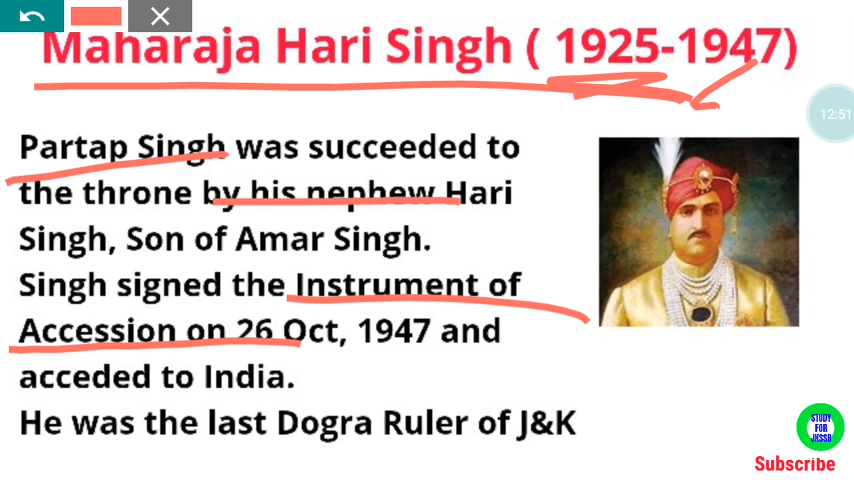 Maharaja Hari Singh ( 1925-1947)
12:51
Partap Singh was succeeded to
the throne by his nephew Hari
Singh, Son of Amar Singh.
Singh signed the Instrument of
Accession on 26 Oct, 1947 and
acceded to India.
He was the last Dogra Ruler of J&K
STUDY
FOR
JKSSB
Subscribe